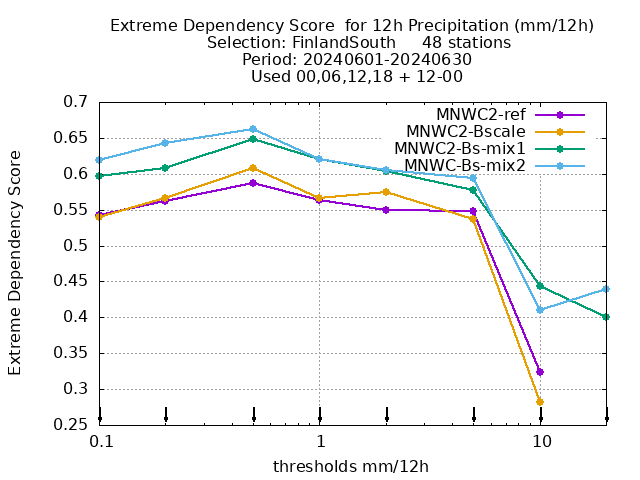 Extreme Dependency Score  for 12h Precipitation (mm/12h)
Selection: FinlandSouth     48 stations
Period: 20240601-20240630
Used 00,06,12,18 + 12-00
MNWC2-ref
MNWC2-Bscale
MNWC2-Bs-mix1
MNWC-Bs-mix2
0.7
0.65
0.6
0.55
0.5
0.45
0.4
0.35
0.3
0.25
Extreme Dependency Score
0.1
1
10
thresholds mm/12h